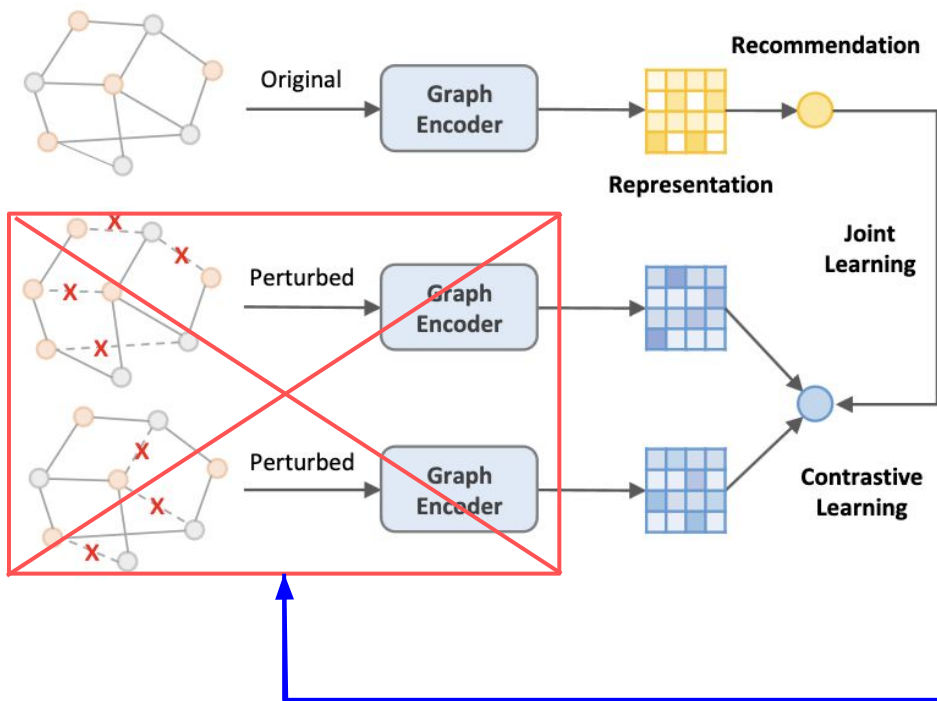 Recommendation
Original
Graph
Encoder
Representation
X
X
Joint
Learning
Perturbed
Graph
Encoder
X
X
X
Perturbed
Graph
Encoder
Contrastive
Learning
X
X